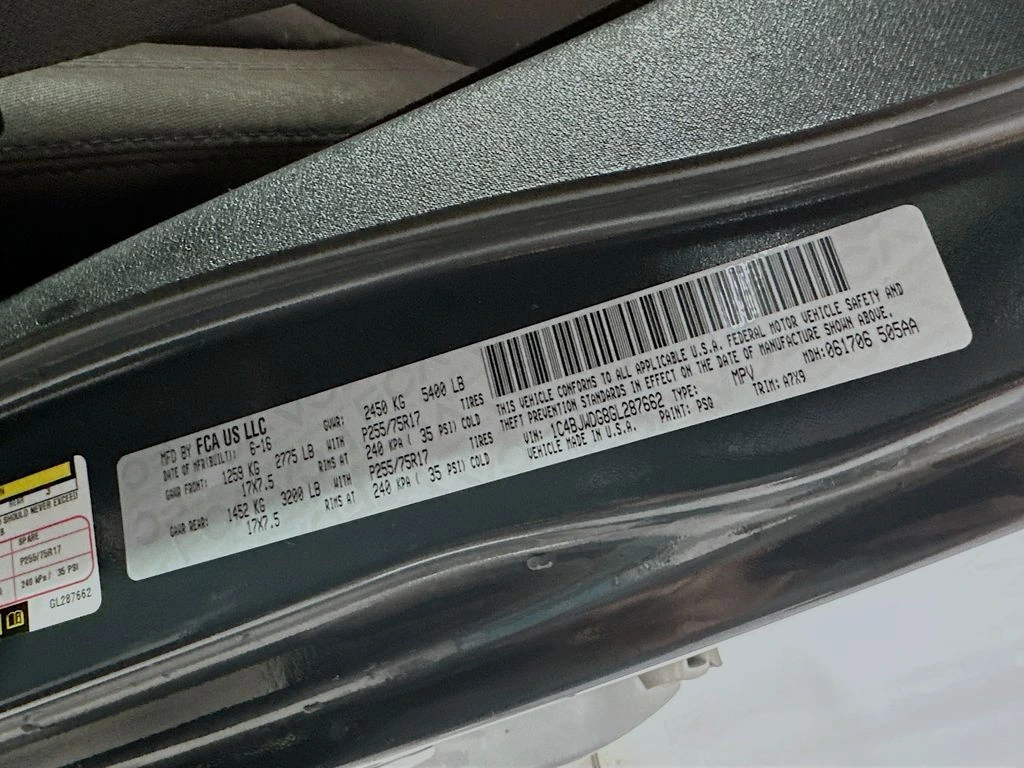 MFD BY FCA US LLC
DATE OF MFR(BUILT): 6-16 GVWR: 2450 KG 5400 LB
GAWR FRONT: 1259 KG 2775 LB WITH P255/75R17 TIRES
17X7.5 RIMS AT 240 KPA ( 35 PSI) COLD
GAWR REAR: 1452 KG 3200 LB WITH P255/75R17 TIRES
17X7.5 RIMS AT 240 KPA ( 35 PSI) COLD
THIS VEHICLE CONFORMS TO ALL APPLICABLE U.S.A. FEDERAL MOTOR VEHICLE SAFETY AND
THEFT PREVENTION STANDARDS IN EFFECT ON THE DATE OF MANUFACTURE SHOWN ABOVE.
VIN: 1C4BJWDG8GL287662 TYPE: MPV MDH:061706 505AA
VEHICLE MADE IN U.S.A. PAINT: PSQ TRIM: A7X9
REAR 3
SHOULD NEVER EXCEED
SPARE
P255/75R17
240 kPa/ 35 PSI
GL287662